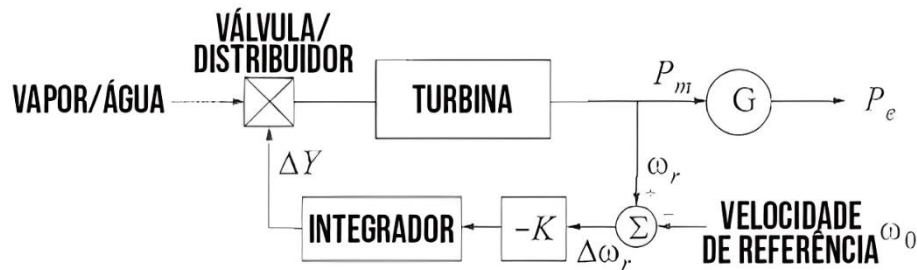 VÁLVULA/
DISTRIBUIDOR
VAPOR/ÁGUA
TURBINA
P_m
G
P_e
ΔY
ω_r
+
−
INTEGRADOR
−K
Σ
Δω_r
VELOCIDADE
DE REFERÊNCIA ω_0